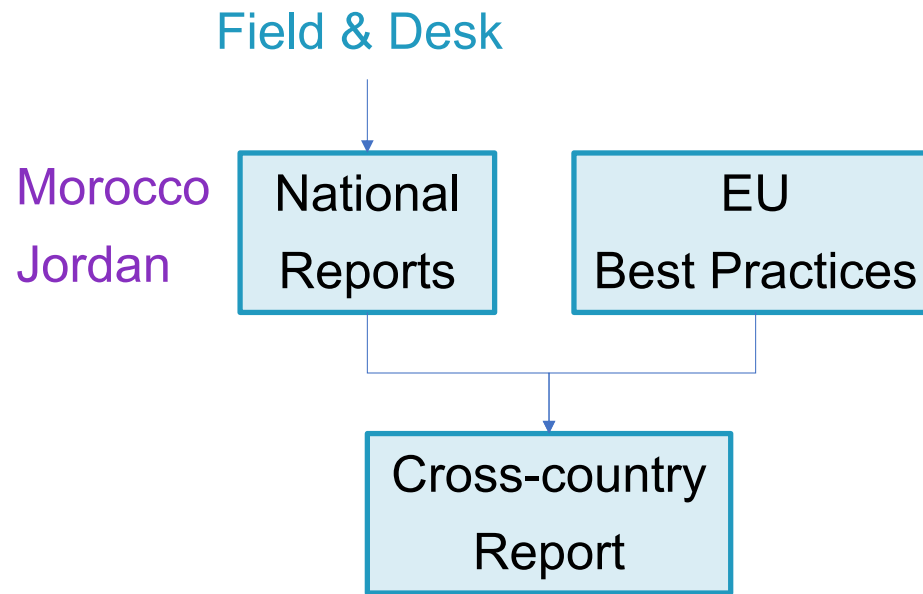 Field & Desk
Morocco
Jordan
National
Reports
EU
Best Practices
Cross-country
Report